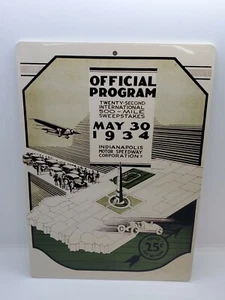 OFFICIAL
PROGRAM
TWENTY-SECOND
INTERNATIONAL
500-MILE
SWEEPSTAKES
MAY 30
1934
INDIANAPOLIS
MOTOR SPEEDWAY
CORPORATION
25¢